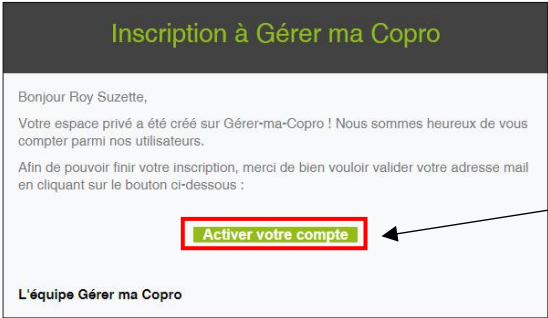 Inscription à Gérer ma Copro
Bonjour Roy Suzette,
Votre espace privé a été créé sur Gérer-ma-Copro ! Nous sommes heureux de vous
compter parmi nos utilisateurs.
Afin de pouvoir finir votre inscription, merci de bien vouloir valider votre adresse mail
en cliquant sur le bouton ci-dessous :
Activer votre compte
L'équipe Gérer ma Copro